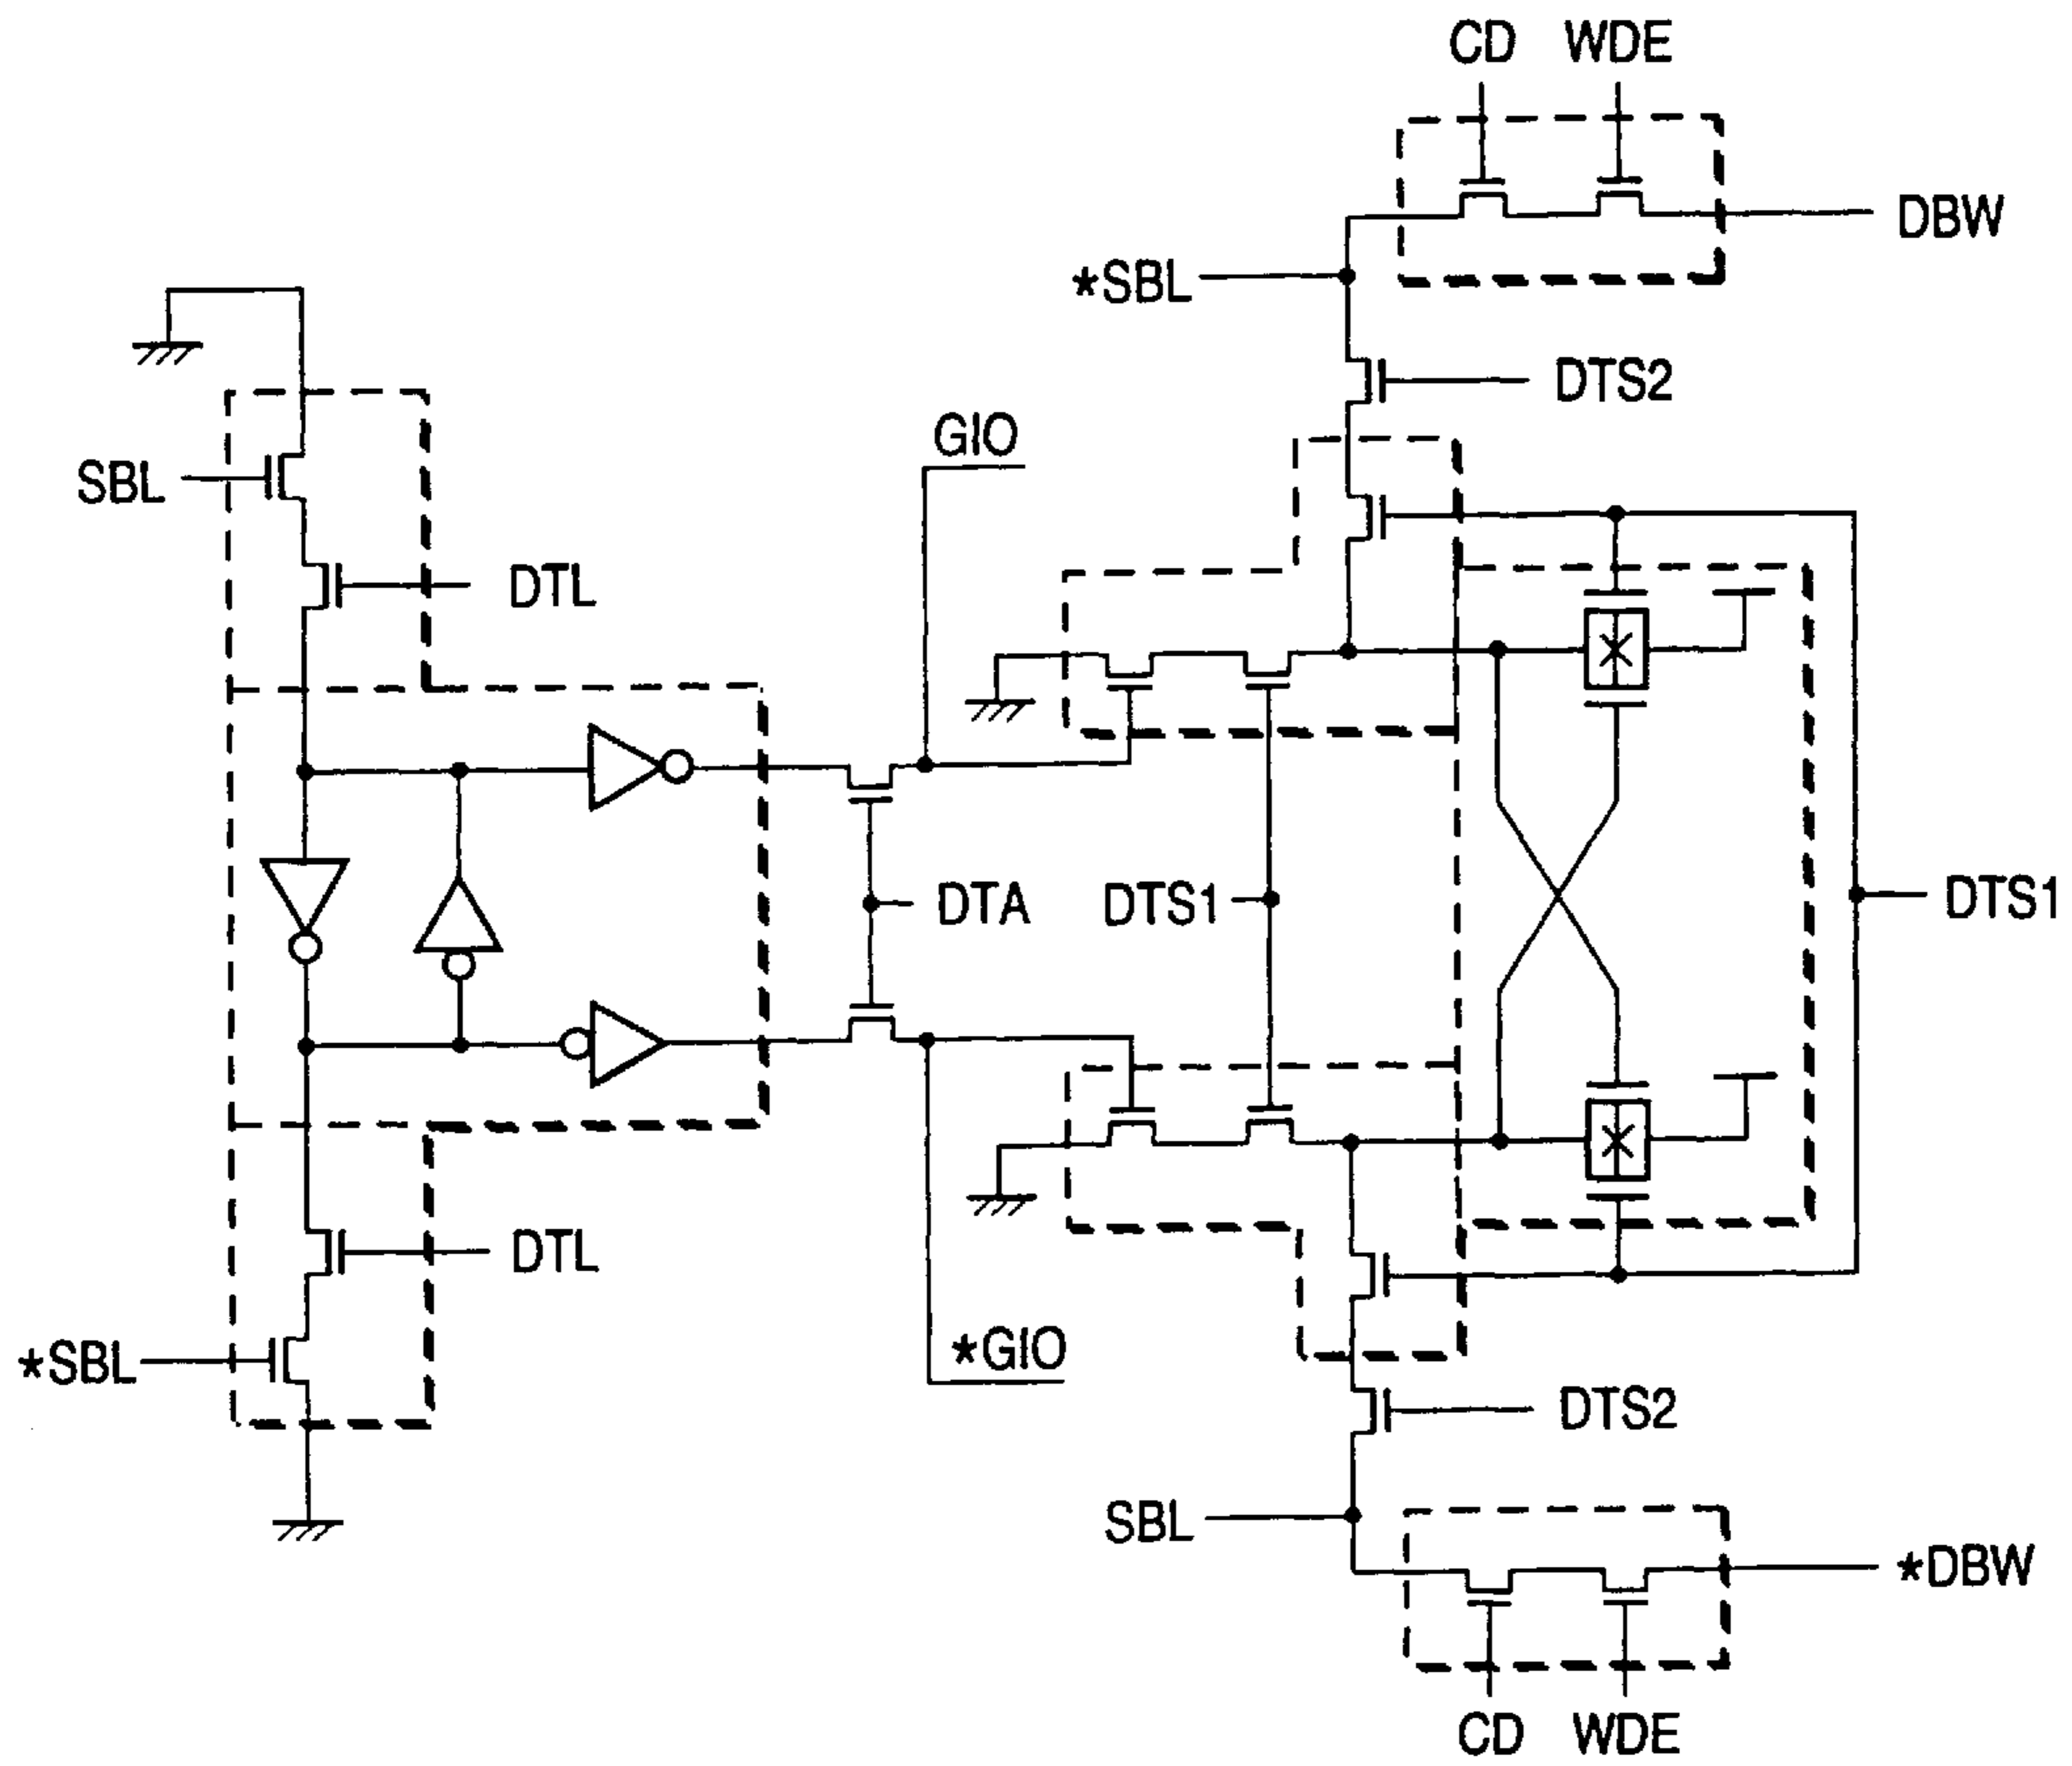 CD WDE
DBW
*SBL
DTS2
GIO
SBL
DTL
DTA
DTS1
DTS1
DTL
*SBL
*GIO
DTS2
SBL
*DBW
CD WDE